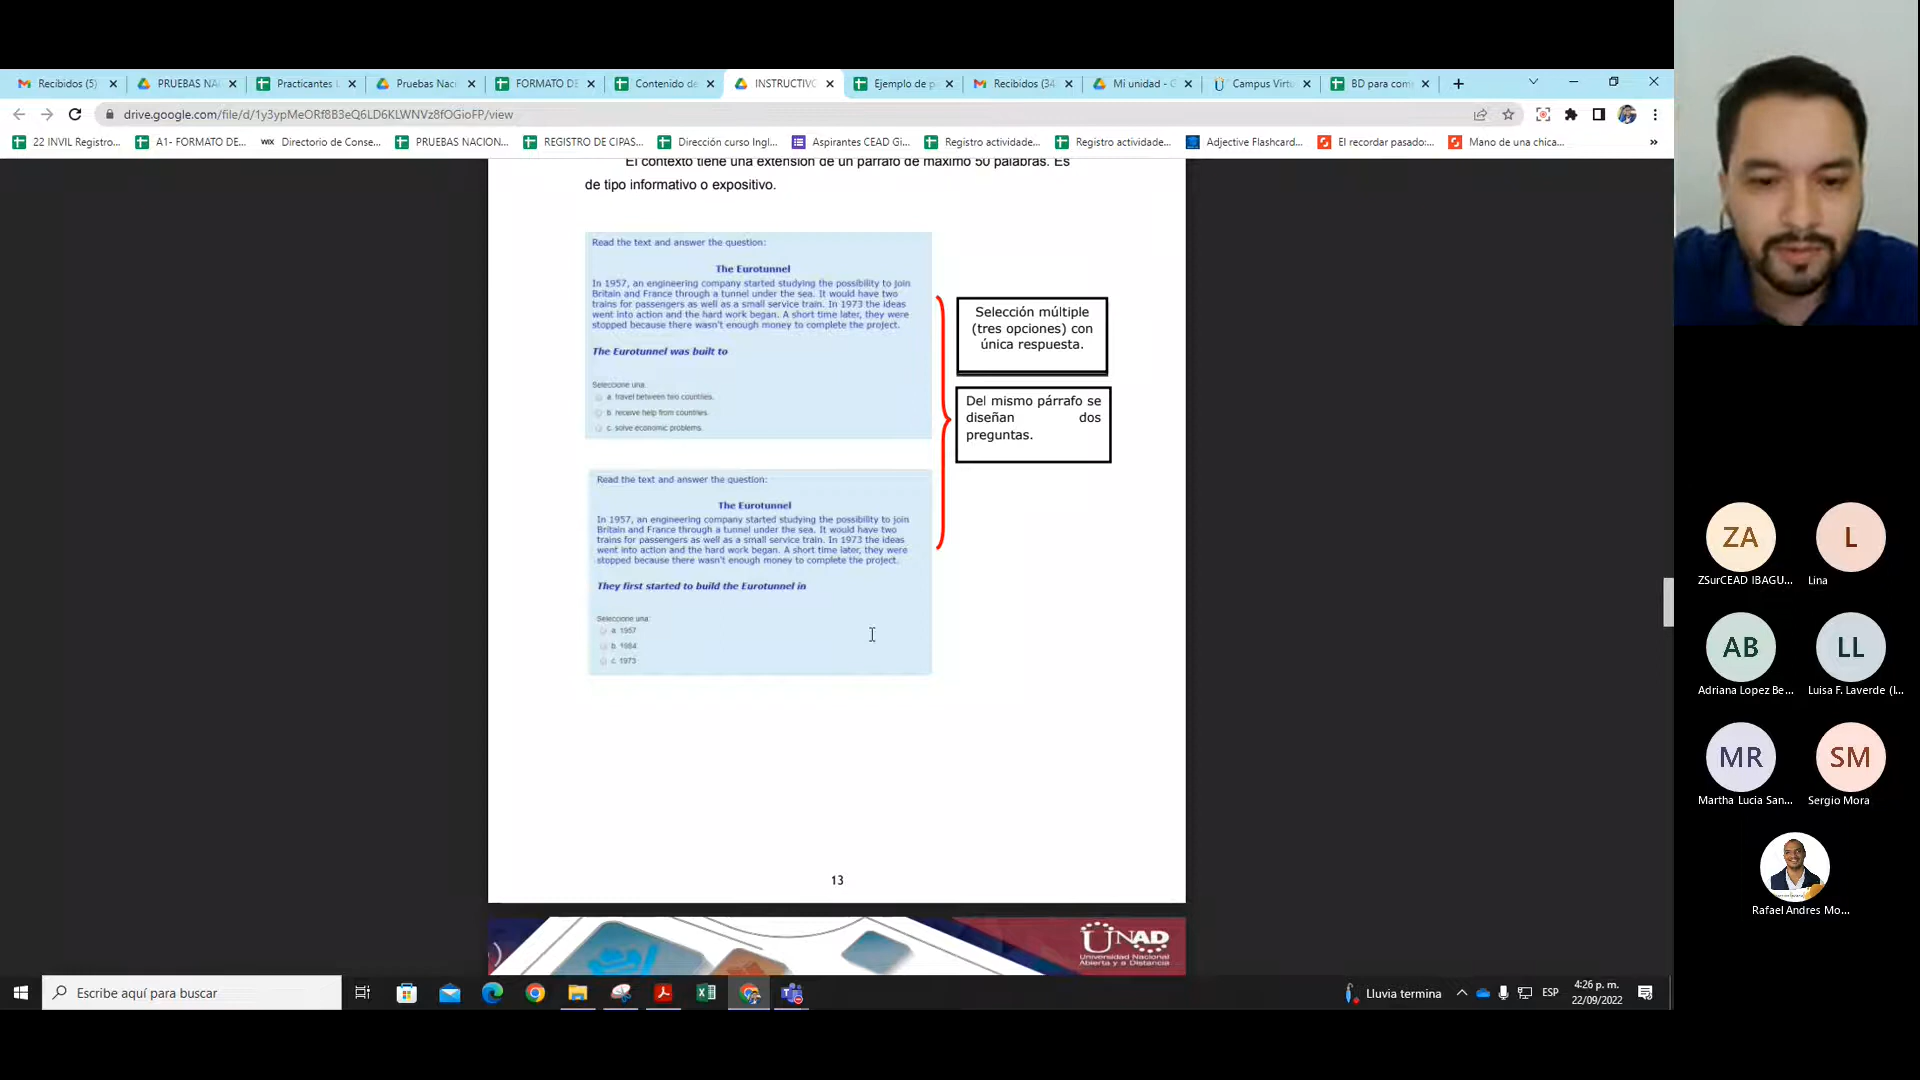 Recibidos (5)
PRUEBAS NA
Practicantes
Pruebas Nac
FORMATO DE
Contenido de
INSTRUCTIVO
Ejemplo de p
Recibidos (34
Mi unidad - G
Campus Virtu
BD para com
drive.google.com/file/d/1y3ypMeORf8B3eQ6LD6KLWNVz8fOGioFP/view
22 INVIL Registro...
A1- FORMATO DE...
WIX Directorio de Conse...
PRUEBAS NACION...
REGISTRO DE CIPAS...
Dirección curso Ingl...
Aspirantes CEAD Gi...
Registro actividade...
Registro actividade...
Adjective Flashcard...
El recordar pasado:...
Mano de una chica...
»
El contexto tiene una extensión de un párrafo de máximo 50 palabras. Es
de tipo informativo o expositivo.
Read the text and answer the question:
The Eurotunnel
In 1957, an engineering company started studying the possibility to join
Britain and France through a tunnel under the sea. It would have two
trains for passengers as well as a small service train. In 1973 the ideas
went into action and the hard work began. A short time later, they were
stopped because there wasn't enough money to complete the project.
The Eurotunnel was built to
Seleccione una:
a. travel between two countries.
b. receive help from countries.
c. solve economic problems.
Selección múltiple
(tres opciones) con
única respuesta.
Del mismo párrafo se
diseñan dos
preguntas.
Read the text and answer the question:
The Eurotunnel
In 1957, an engineering company started studying the possibility to join
Britain and France through a tunnel under the sea. It would have two
trains for passengers as well as a small service train. In 1973 the ideas
went into action and the hard work began. A short time later, they were
stopped because there wasn't enough money to complete the project.
They first started to build the Eurotunnel in
Seleccione una:
a. 1957
b. 1984
c. 1973
13
UNAD
Universidad Nacional
Abierta y a Distancia
ZA
ZSurCEAD IBAGU...
L
Lina
AB
Adriana Lopez Be...
LL
Luisa F. Laverde (I...
MR
Martha Lucia San...
SM
Sergio Mora
Rafael Andres Mo...
Escribe aquí para buscar
Lluvia termina
ESP
4:26 p. m.
22/09/2022